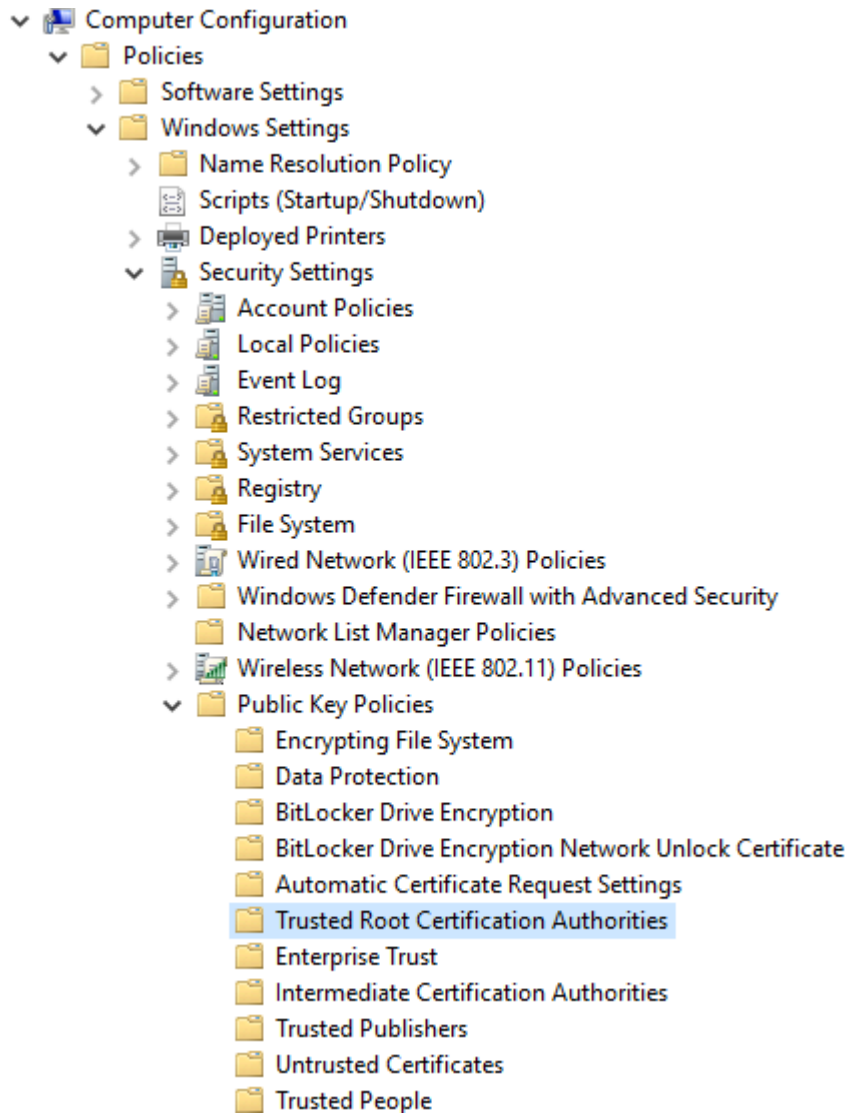 Computer Configuration
Policies
Software Settings
Windows Settings
Name Resolution Policy
Scripts (Startup/Shutdown)
Deployed Printers
Security Settings
Account Policies
Local Policies
Event Log
Restricted Groups
System Services
Registry
File System
Wired Network (IEEE 802.3) Policies
Windows Defender Firewall with Advanced Security
Network List Manager Policies
Wireless Network (IEEE 802.11) Policies
Public Key Policies
Encrypting File System
Data Protection
BitLocker Drive Encryption
BitLocker Drive Encryption Network Unlock Certificate
Automatic Certificate Request Settings
Trusted Root Certification Authorities
Enterprise Trust
Intermediate Certification Authorities
Trusted Publishers
Untrusted Certificates
Trusted People